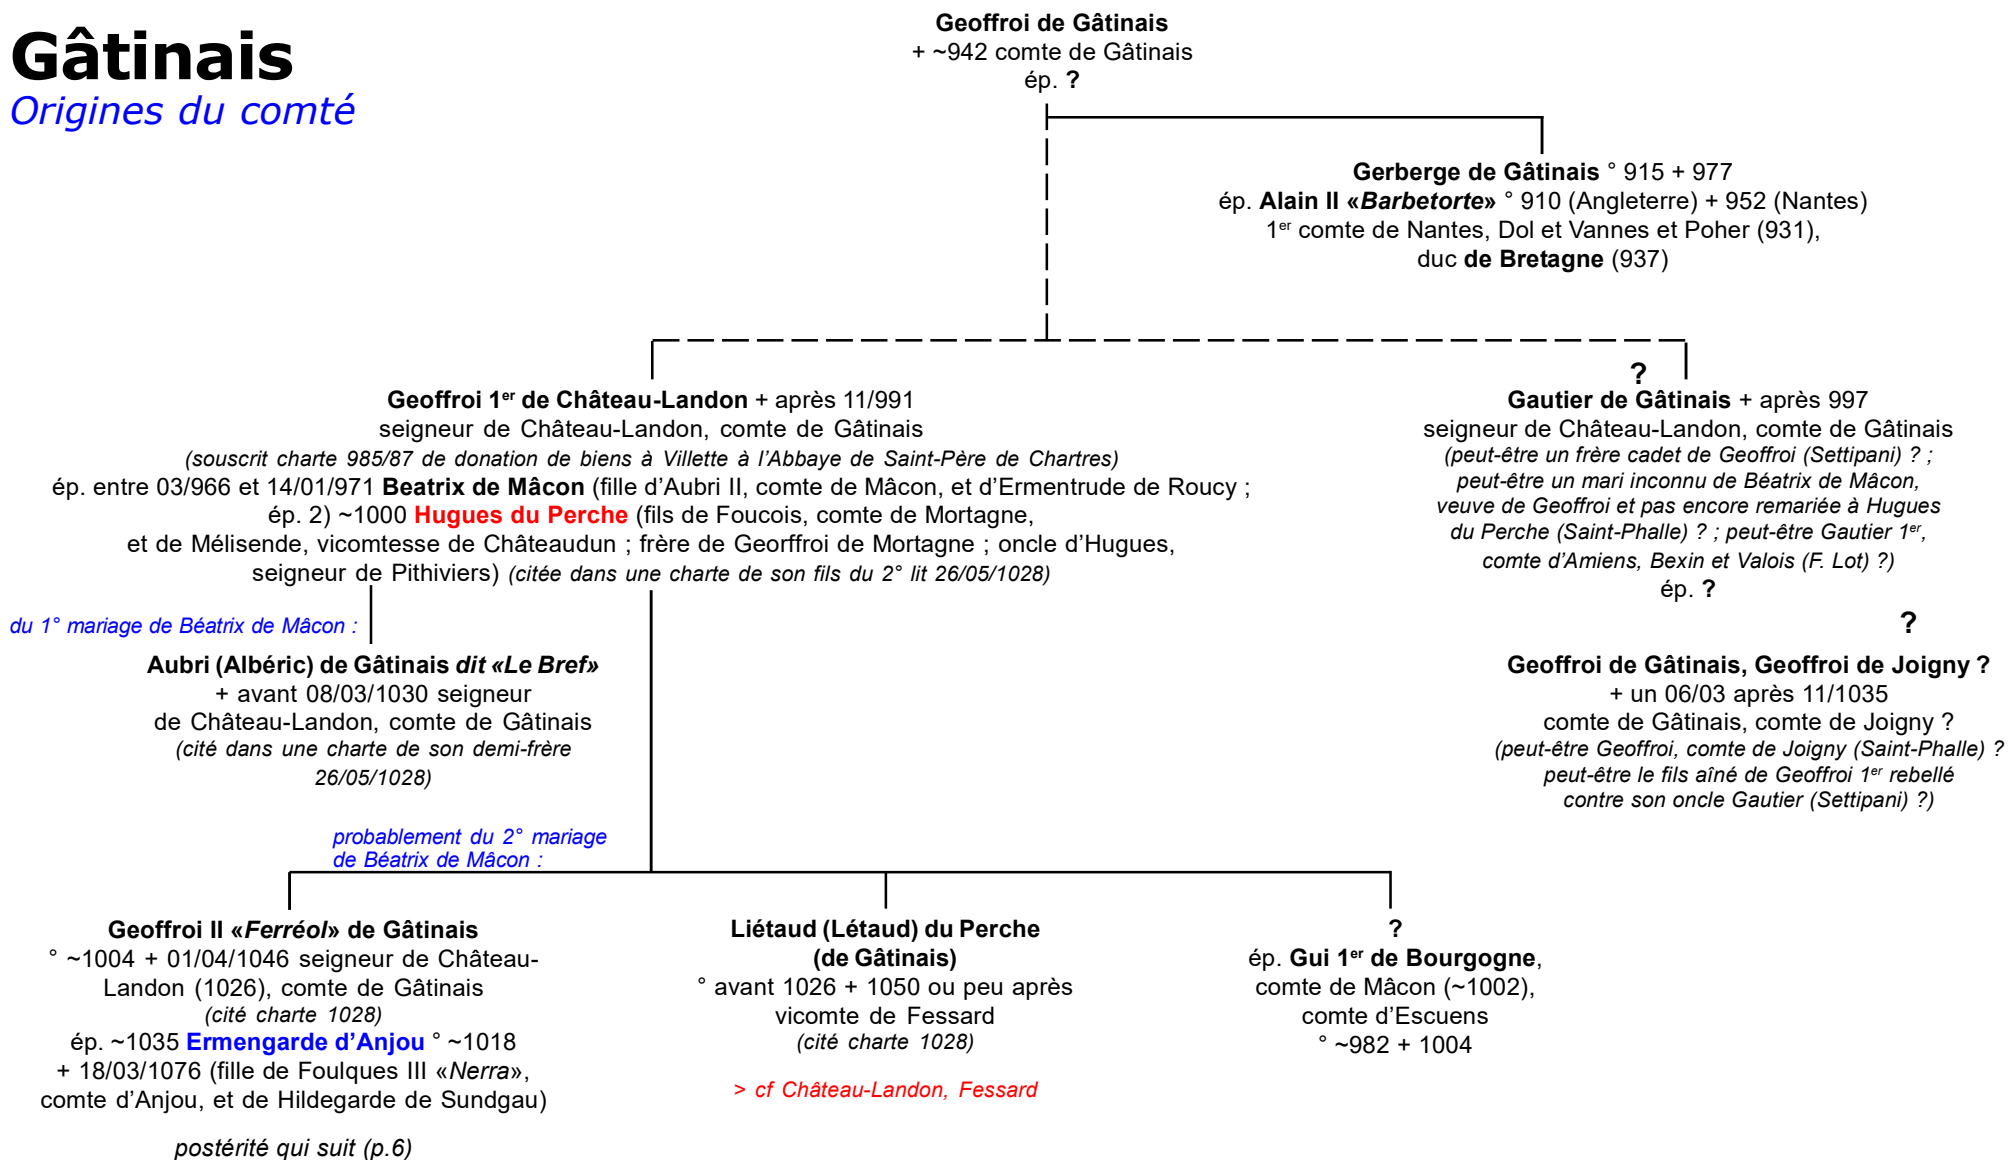 Gâtinais
Origines du comté
Geoffroi de Gâtinais
+ ~942 comte de Gâtinais
ép. ?
Gerberge de Gâtinais ° 915 + 977
ép. Alain II «Barbetorte» ° 910 (Angleterre) + 952 (Nantes)
1er comte de Nantes, Dol et Vannes et Poher (931),
duc de Bretagne (937)
Geoffroi 1er de Château-Landon + après 11/991
seigneur de Château-Landon, comte de Gâtinais
(souscrit charte 985/87 de donation de biens à Villette à l'Abbaye de Saint-Père de Chartres)
ép. entre 03/966 et 14/01/971 Beatrix de Mâcon (fille d'Aubri II, comte de Mâcon, et d'Ermentrude de Roucy ;
ép. 2) ~1000 Hugues du Perche (fils de Foucois, comte de Mortagne,
et de Mélisende, vicomtesse de Châteaudun ; frère de Georffroi de Mortagne ; oncle d'Hugues,
seigneur de Pithiviers) (citée dans une charte de son fils du 2° lit 26/05/1028)
?
Gautier de Gâtinais + après 997
seigneur de Château-Landon, comte de Gâtinais
(peut-être un frère cadet de Geoffroi (Settipani) ? ;
peut-être un mari inconnu de Béatrix de Mâcon,
veuve de Geoffroi et pas encore remariée à Hugues
du Perche (Saint-Phalle) ? ; peut-être Gautier 1er,
comte d'Amiens, Bexin et Valois (F. Lot) ?)
ép. ?
du 1° mariage de Béatrix de Mâcon :
Aubri (Albéric) de Gâtinais dit «Le Bref»
+ avant 08/03/1030 seigneur
de Château-Landon, comte de Gâtinais
(cité dans une charte de son demi-frère
26/05/1028)
?
Geoffroi de Gâtinais, Geoffroi de Joigny ?
+ un 06/03 après 11/1035
comte de Gâtinais, comte de Joigny ?
(peut-être Geoffroi, comte de Joigny (Saint-Phalle) ?
peut-être le fils aîné de Geoffroi 1er rebellé
contre son oncle Gautier (Settipani) ?)
probablement du 2° mariage
de Béatrix de Mâcon :
Geoffroi II «Ferréol» de Gâtinais
° ~1004 + 01/04/1046 seigneur de Château-
Landon (1026), comte de Gâtinais
(cité charte 1028)
ép. ~1035 Ermengarde d'Anjou ° ~1018
+ 18/03/1076 (fille de Foulques III «Nerra»,
comte d'Anjou, et de Hildegarde de Sundgau)
postérité qui suit (p.6)
Liétaud (Létaud) du Perche
(de Gâtinais)
° avant 1026 + 1050 ou peu après
vicomte de Fessard
(cité charte 1028)
> cf Château-Landon, Fessard
?
ép. Gui 1er de Bourgogne,
comte de Mâcon (~1002),
comte d'Escuens
° ~982 + 1004